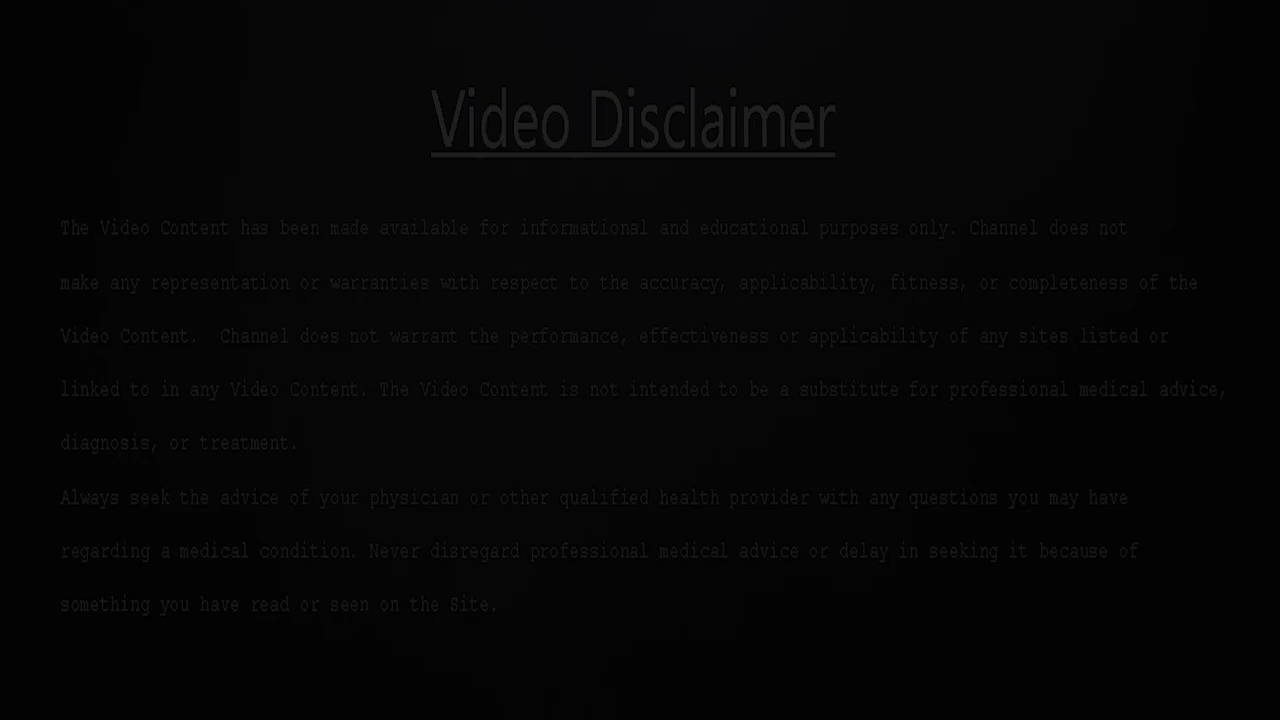 Video Disclaimer
The Video Content has been made available for informational and educational purposes only. Channel does not
make any representation or warranties with respect to the accuracy, applicability, fitness, or completeness of the
Video Content.  Channel does not warrant the performance, effectiveness or applicability of any sites listed or
linked to in any Video Content. The Video Content is not intended to be a substitute for professional medical advice,
diagnosis, or treatment.
Always seek the advice of your physician or other qualified health provider with any questions you may have
regarding a medical condition. Never disregard professional medical advice or delay in seeking it because of
something you have read or seen on the Site.